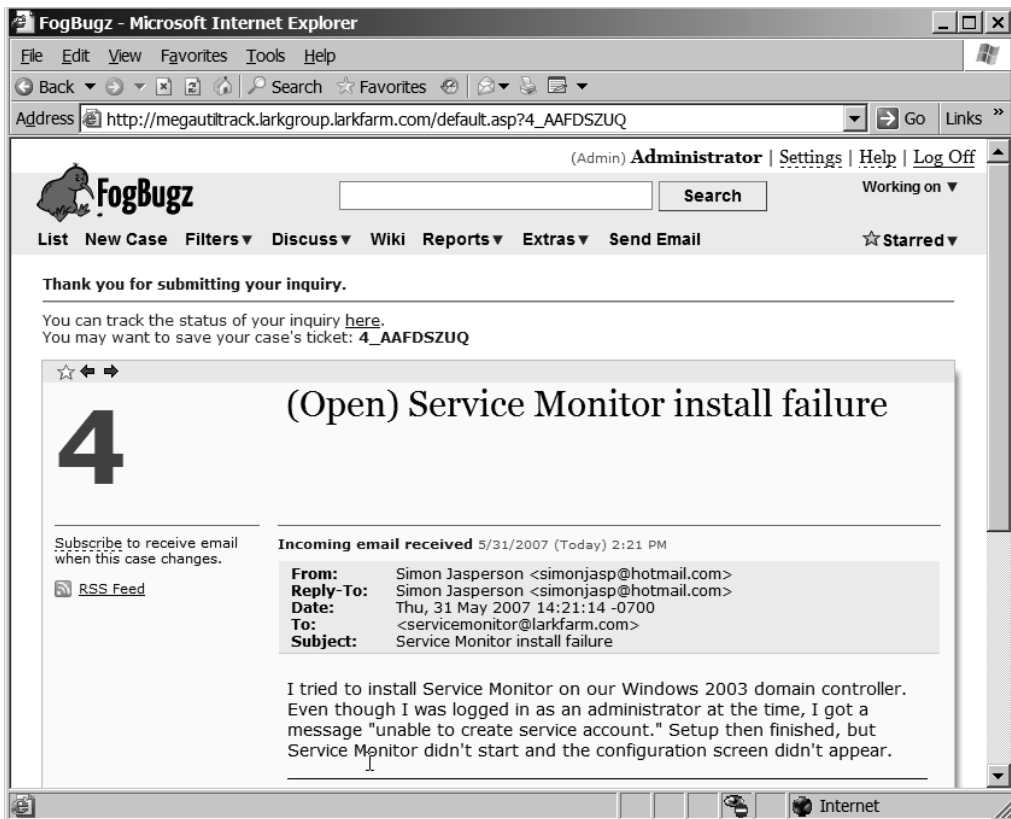 FogBugz - Microsoft Internet Explorer
File Edit View Favorites Tools Help
Back Search Favorites
Address http://megautiltrack.larkgroup.larkfarm.com/default.asp?4_AAFDSZUQ Go Links »
(Admin) Administrator | Settings | Help | Log Off
FogBugz Search Working on ▼
List New Case Filters▼ Discuss▼ Wiki Reports▼ Extras▼ Send Email ☆Starred▼
Thank you for submitting your inquiry.
You can track the status of your inquiry here.
You may want to save your case's ticket: 4_AAFDSZUQ
4
(Open) Service Monitor install failure
Subscribe to receive email
when this case changes.
RSS Feed
Incoming email received 5/31/2007 (Today) 2:21 PM
From: Simon Jasperson <simonjasp@hotmail.com>
Reply-To: Simon Jasperson <simonjasp@hotmail.com>
Date: Thu, 31 May 2007 14:21:14 -0700
To: <servicemonitor@larkfarm.com>
Subject: Service Monitor install failure
I tried to install Service Monitor on our Windows 2003 domain controller.
Even though I was logged in as an administrator at the time, I got a
message "unable to create service account." Setup then finished, but
Service Monitor didn't start and the configuration screen didn't appear.
Internet